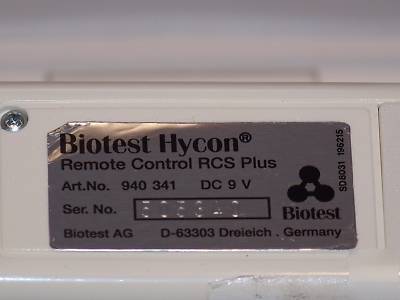 Biotest Hycon®
Remote Control RCS Plus
Art.No. 940 341 DC 9 V
Ser. No.
Biotest AG D-63303 Dreieich . Germany
Biotest
SD8031 196215